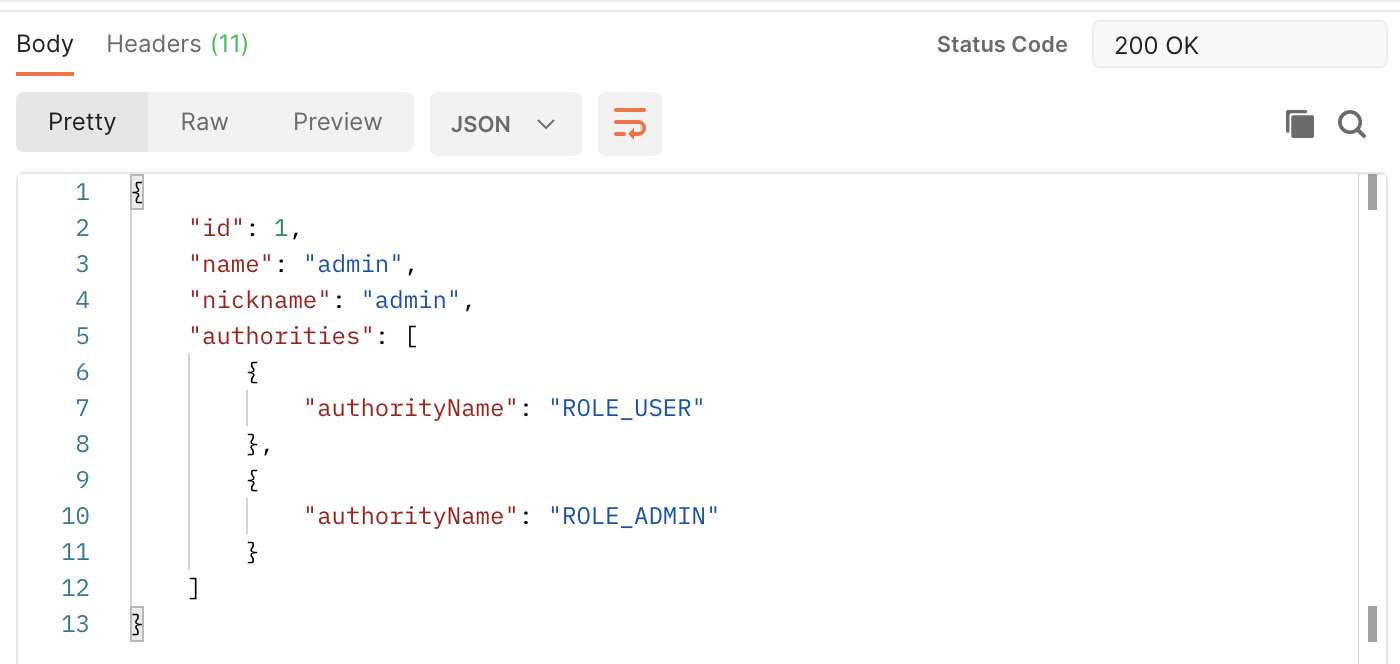 Body Headers (11) Status Code 200 OK
Pretty Raw Preview JSON
1 {
2 "id": 1,
3 "name": "admin",
4 "nickname": "admin",
5 "authorities": [
6 {
7 "authorityName": "ROLE_USER"
8 },
9 {
10 "authorityName": "ROLE_ADMIN"
11 }
12 ]
13 }